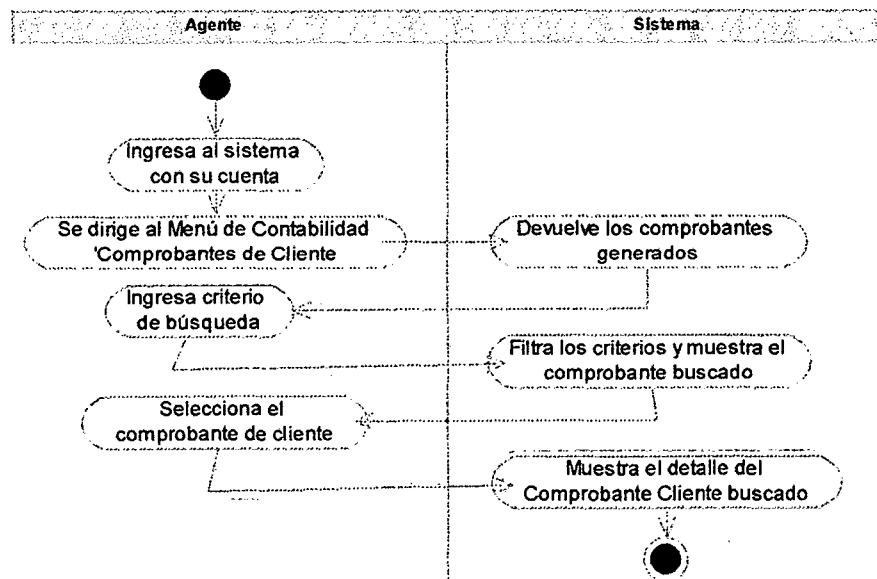 Agente
Sistema
Ingresa al sistema
con su cuenta
Se dirige al Menú de Contabilidad
'Comprobantes de Cliente
Devuelve los comprobantes
generados
Ingresa criterio
de búsqueda
Filtra los criterios y muestra el
comprobante buscado
Selecciona el
comprobante de cliente
Muestra el detalle del
Comprobante Cliente buscado